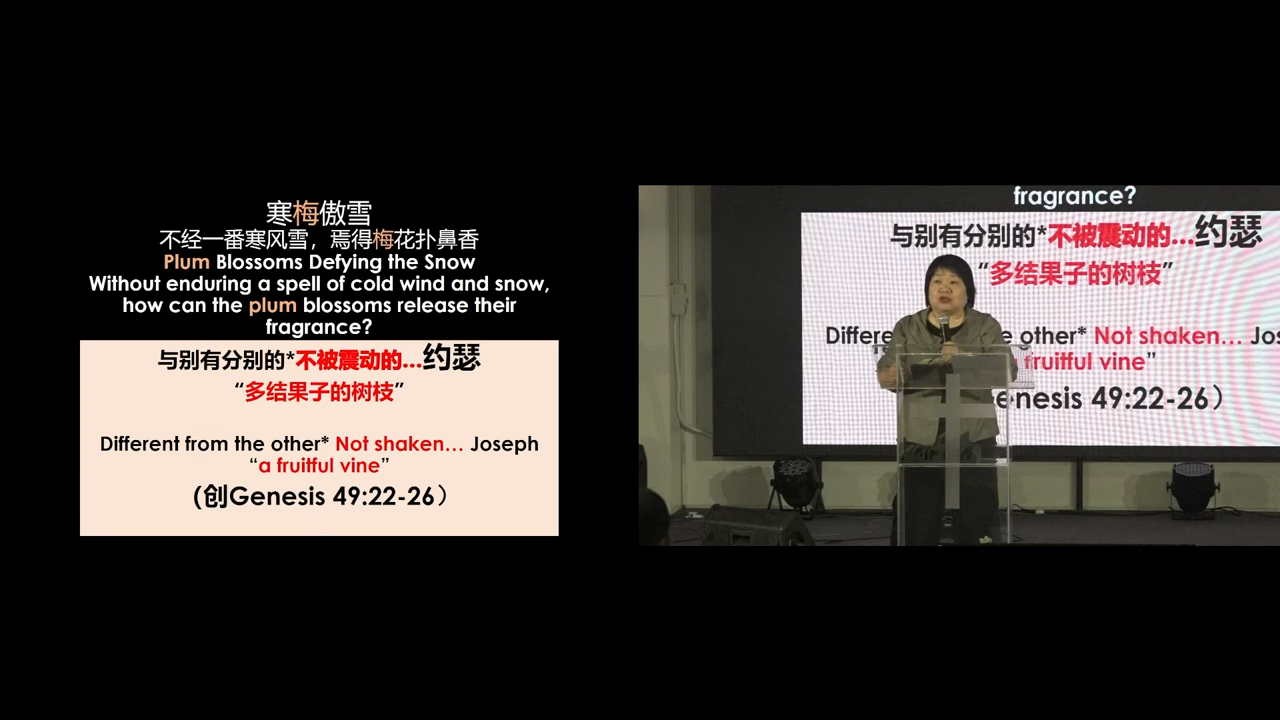 寒梅傲雪
不经一番寒风雪，焉得梅花扑鼻香
Plum Blossoms Defying the Snow
Without enduring a spell of cold wind and snow,
how can the plum blossoms release their
fragrance?
与别有分别的*不被震动的...约瑟
“多结果子的树枝”
Different from the other* Not shaken... Joseph
“a fruitful vine”
(创Genesis 49:22-26）
fragrance?
与别有分别的*不被震动的...约瑟
“多结果子的树枝”
Differe e other* Not shaken... Jos
fruitful vine”
enesis 49:22-26）